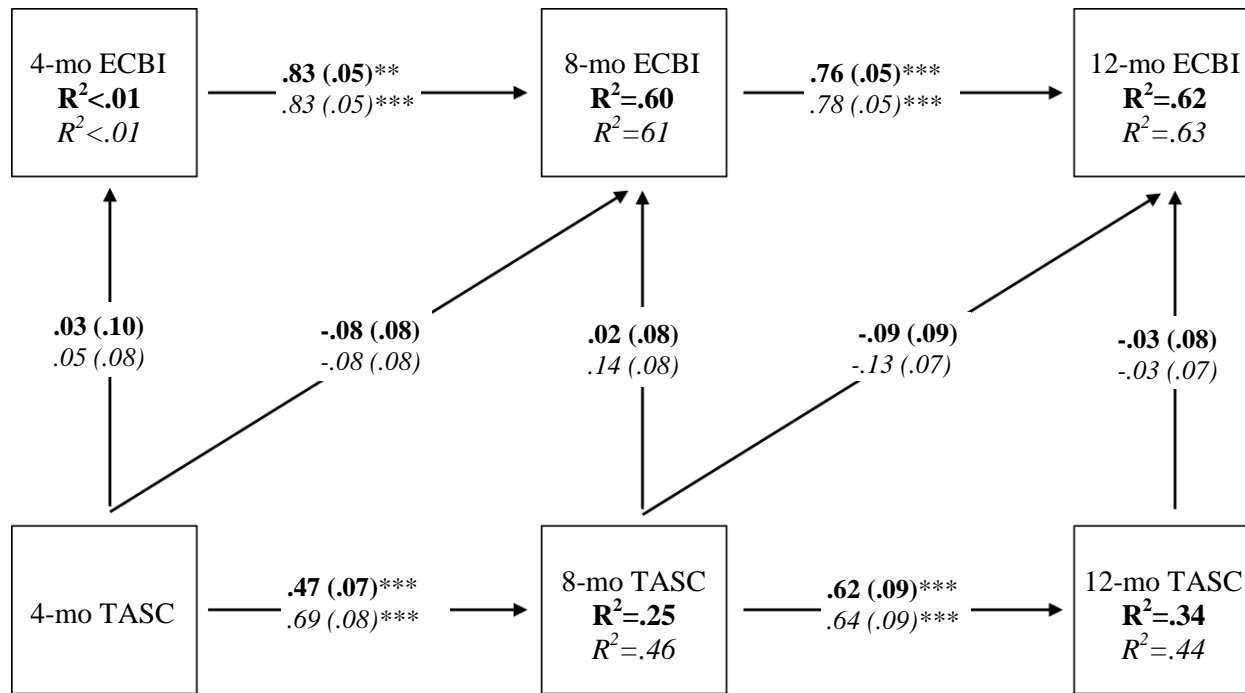 4-mo ECBI
R²<.01
R²<.01
.83 (.05)**
.83 (.05)***
8-mo ECBI
R²=.60
R²=61
.76 (.05)***
.78 (.05)***
12-mo ECBI
R²=.62
R²=.63
.03 (.10)
.05 (.08)
-.08 (.08)
-.08 (.08)
.02 (.08)
.14 (.08)
-.09 (.09)
-.13 (.07)
-.03 (.08)
-.03 (.07)
4-mo TASC
.47 (.07)***
.69 (.08)***
8-mo TASC
R²=.25
R²=.46
.62 (.09)***
.64 (.09)***
12-mo TASC
R²=.34
R²=.44